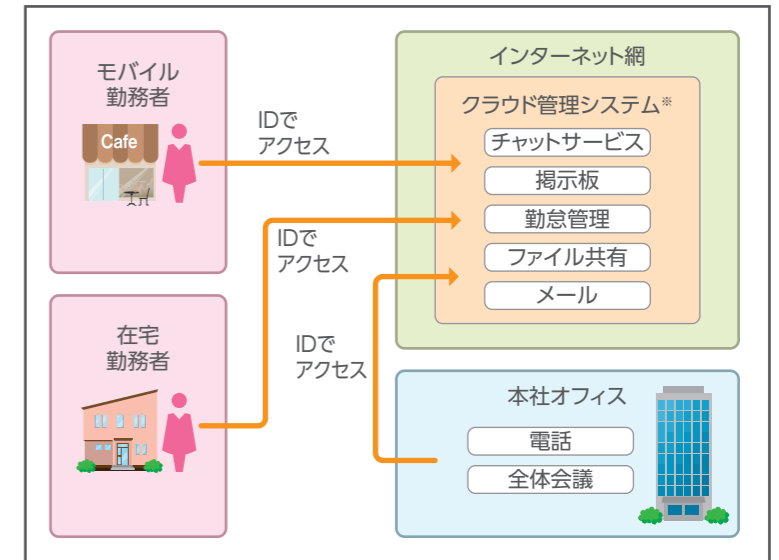 モバイル
勤務者
Cafe
IDで
アクセス
インターネット網
クラウド管理システム※
チャットサービス
掲示板
勤怠管理
ファイル共有
メール
IDで
アクセス
在宅
勤務者
IDで
アクセス
本社オフィス
電話
全体会議